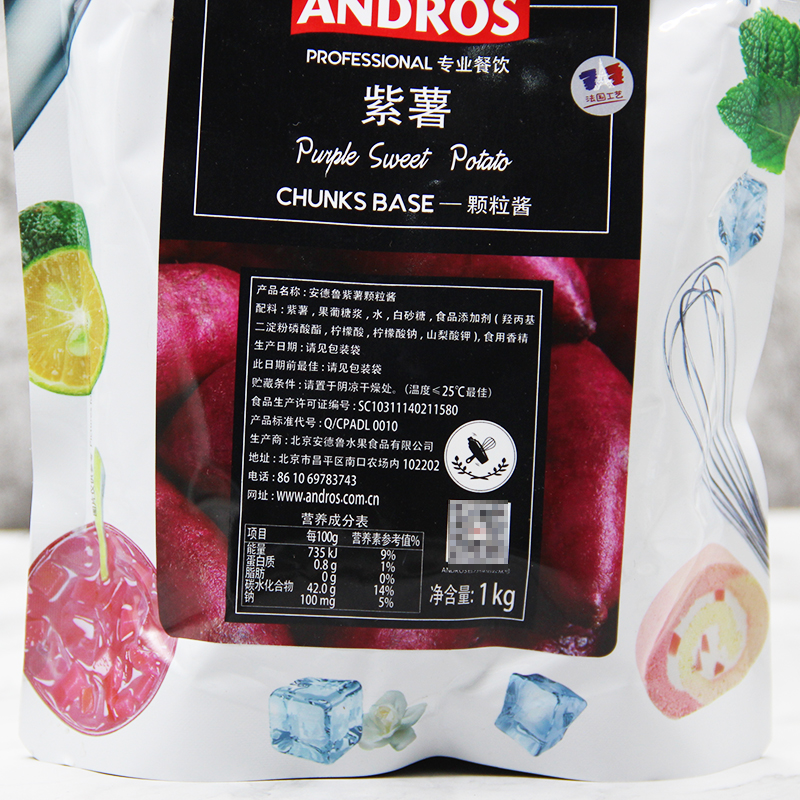 ANDROS
PROFESSIONAL 专业餐饮
法国工艺
紫薯
Purple Sweet Potato
CHUNKS BASE — 颗粒酱
产品名称：安德鲁紫薯颗粒酱
配料：紫薯，果葡糖浆，水，白砂糖，食品添加剂（羟丙基
二淀粉磷酸酯，柠檬酸，柠檬酸钠，山梨酸钾），食用香精
生产日期：请见包装袋
此日期前最佳：请见包装袋
贮藏条件：请置于阴凉干燥处。（温度≤25℃最佳）
食品生产许可证编号：SC10311140211580
产品标准代号：Q/CPADL 0010
生产商：北京安德鲁水果食品有限公司
地址：北京市昌平区南口农场内 102202
电话：86 10 69783743
网址：www.andros.com.cn
营养成分表
项目 每100g 营养素参考值%
能量 735 kJ 9%
蛋白质 0.8 g 1%
脂肪 0 g 0%
碳水化合物 42.0 g 14%
钠 100 mg 5%
净含量：1 kg